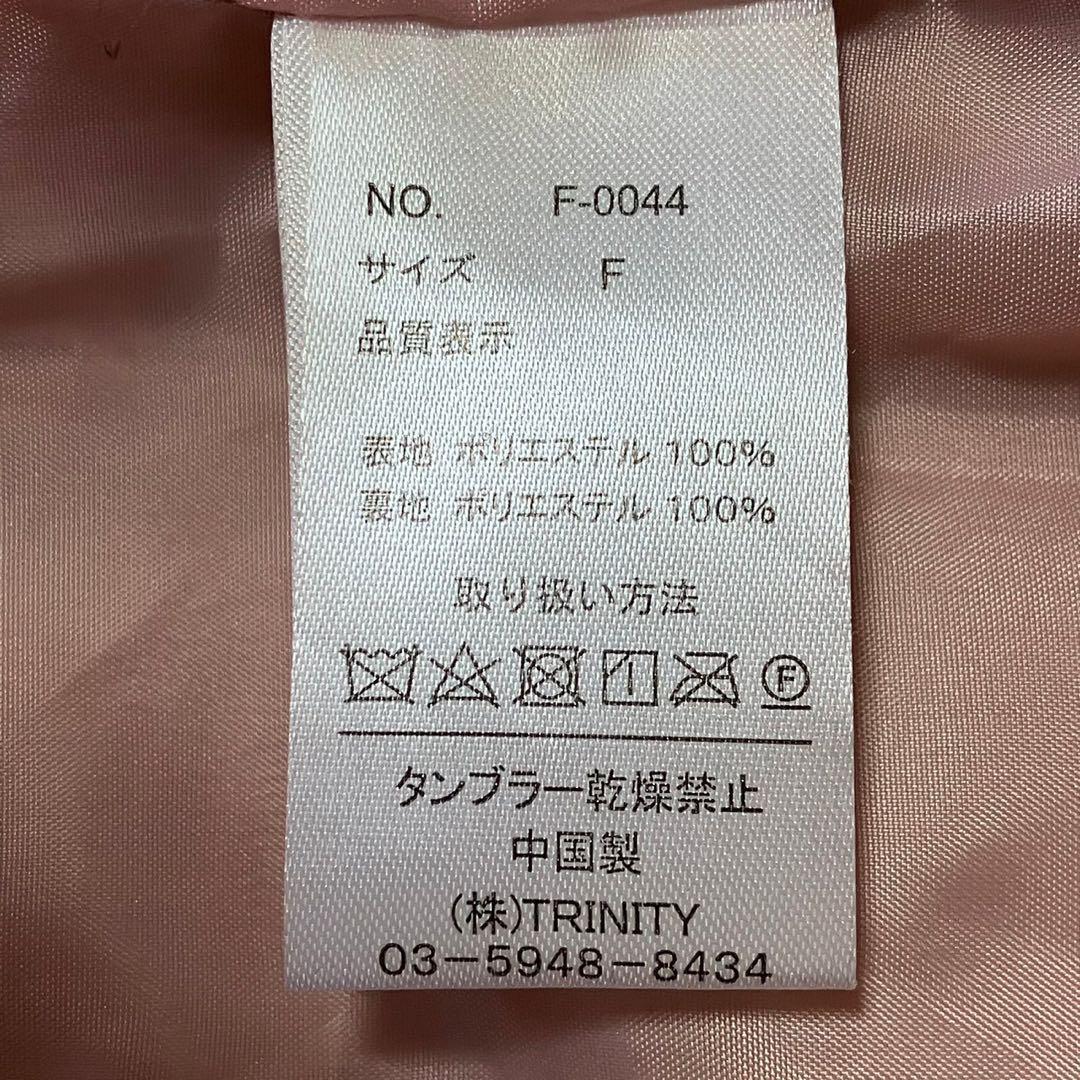 NO. F-0044
サイズ F
品質表示
表地 ポリエステル 100%
裏地 ポリエステル 100%
取り扱い方法
F
タンブラー乾燥禁止
中国製
(株)TRINITY
03-5948-8434